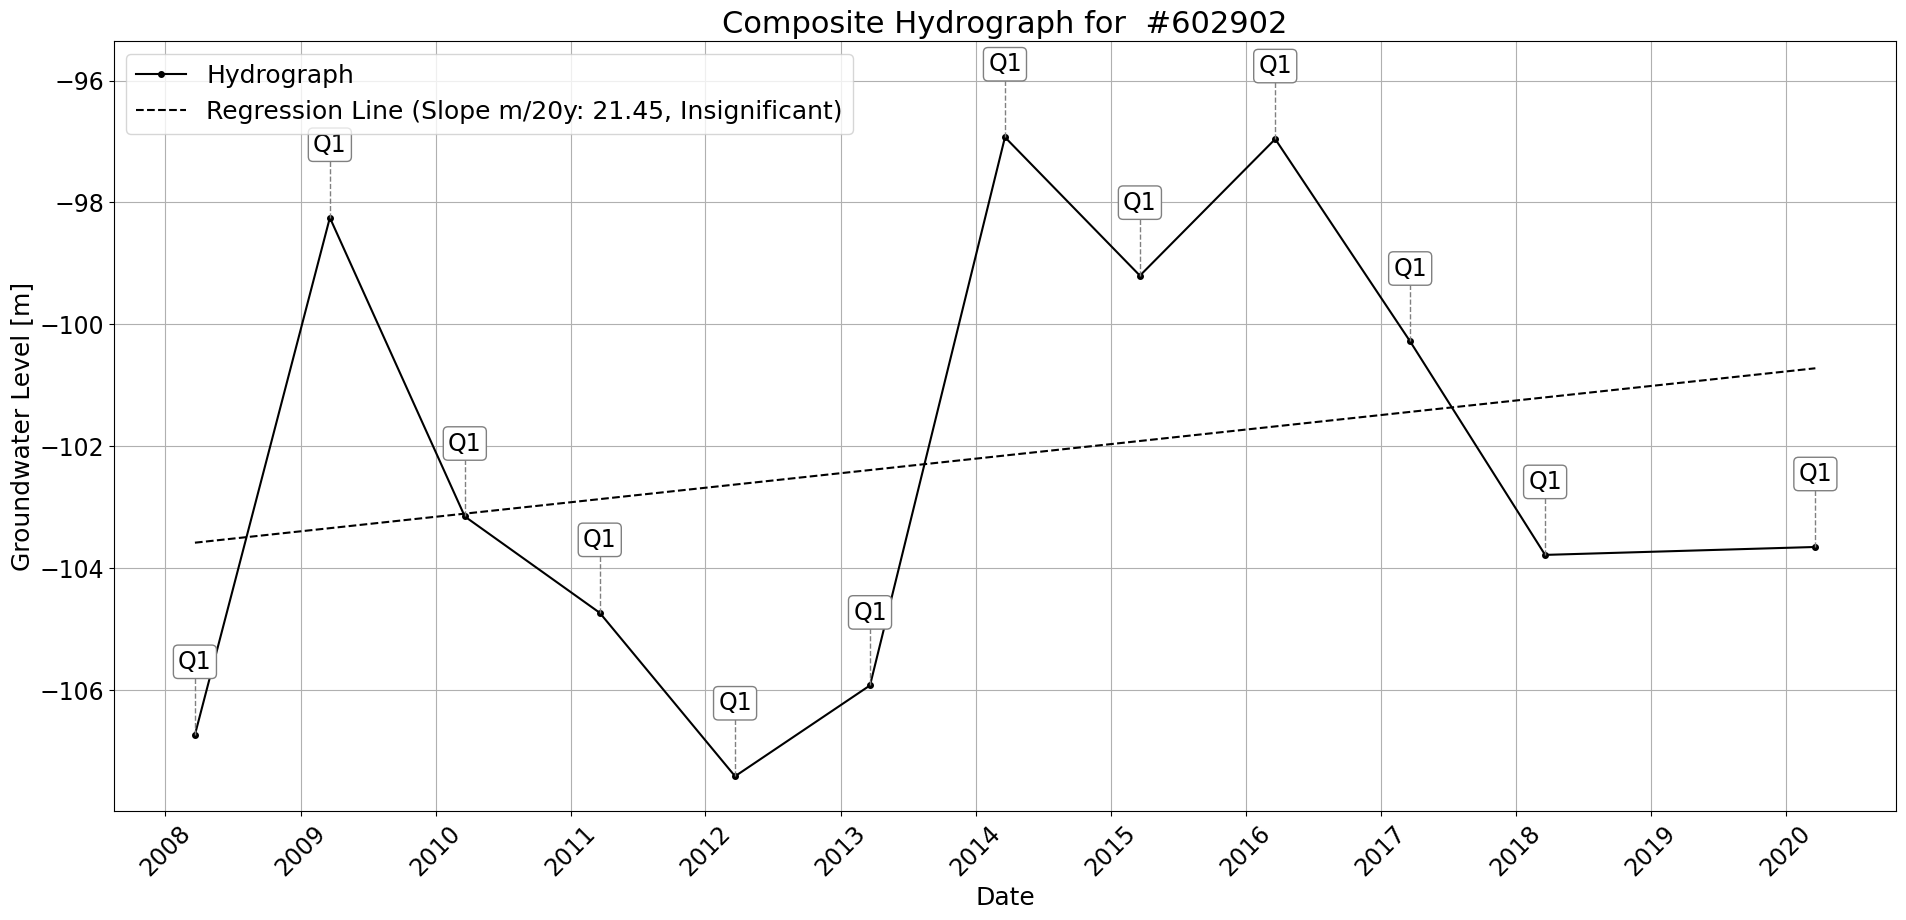 Composite Hydrograph for  #602902
Hydrograph
Regression Line (Slope m/20y: 21.45, Insignificant)
Q1
Q1
Q1
Q1
Q1
Q1
Q1
Q1
Q1
Q1
Q1
Q1
−96
−98
−100
−102
−104
−106
Groundwater Level [m]
2008
2009
2010
2011
2012
2013
2014
2015
2016
2017
2018
2019
2020
Date